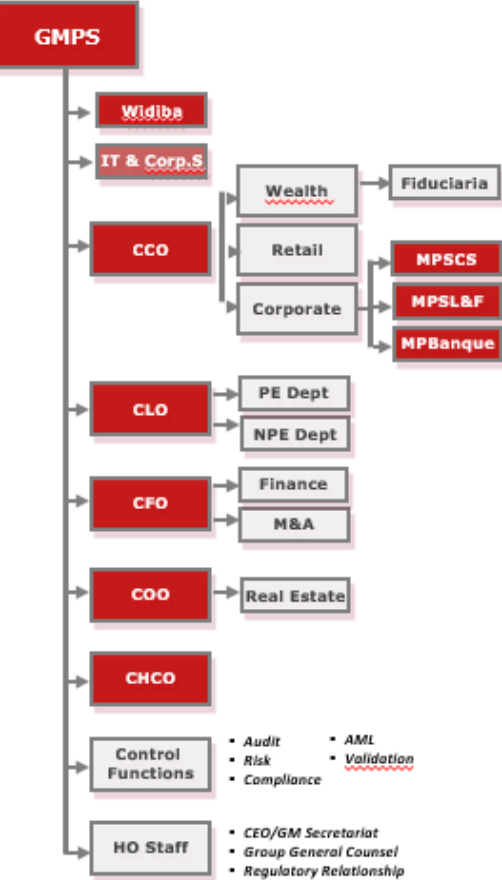 GMPS
Widiba
IT & Corp.S
Wealth
Fiduciaria
CCO
Retail
MPSCS
Corporate
MPSL&F
MPBanque
CLO
PE Dept
NPE Dept
CFO
Finance
M&A
COO
Real Estate
CHCO
Control
Functions
▪ Audit
▪ Risk
▪ Compliance
▪ AML
▪ Validation
HO Staff
▪ CEO/GM Secretariat
▪ Group General Counsel
▪ Regulatory Relationship